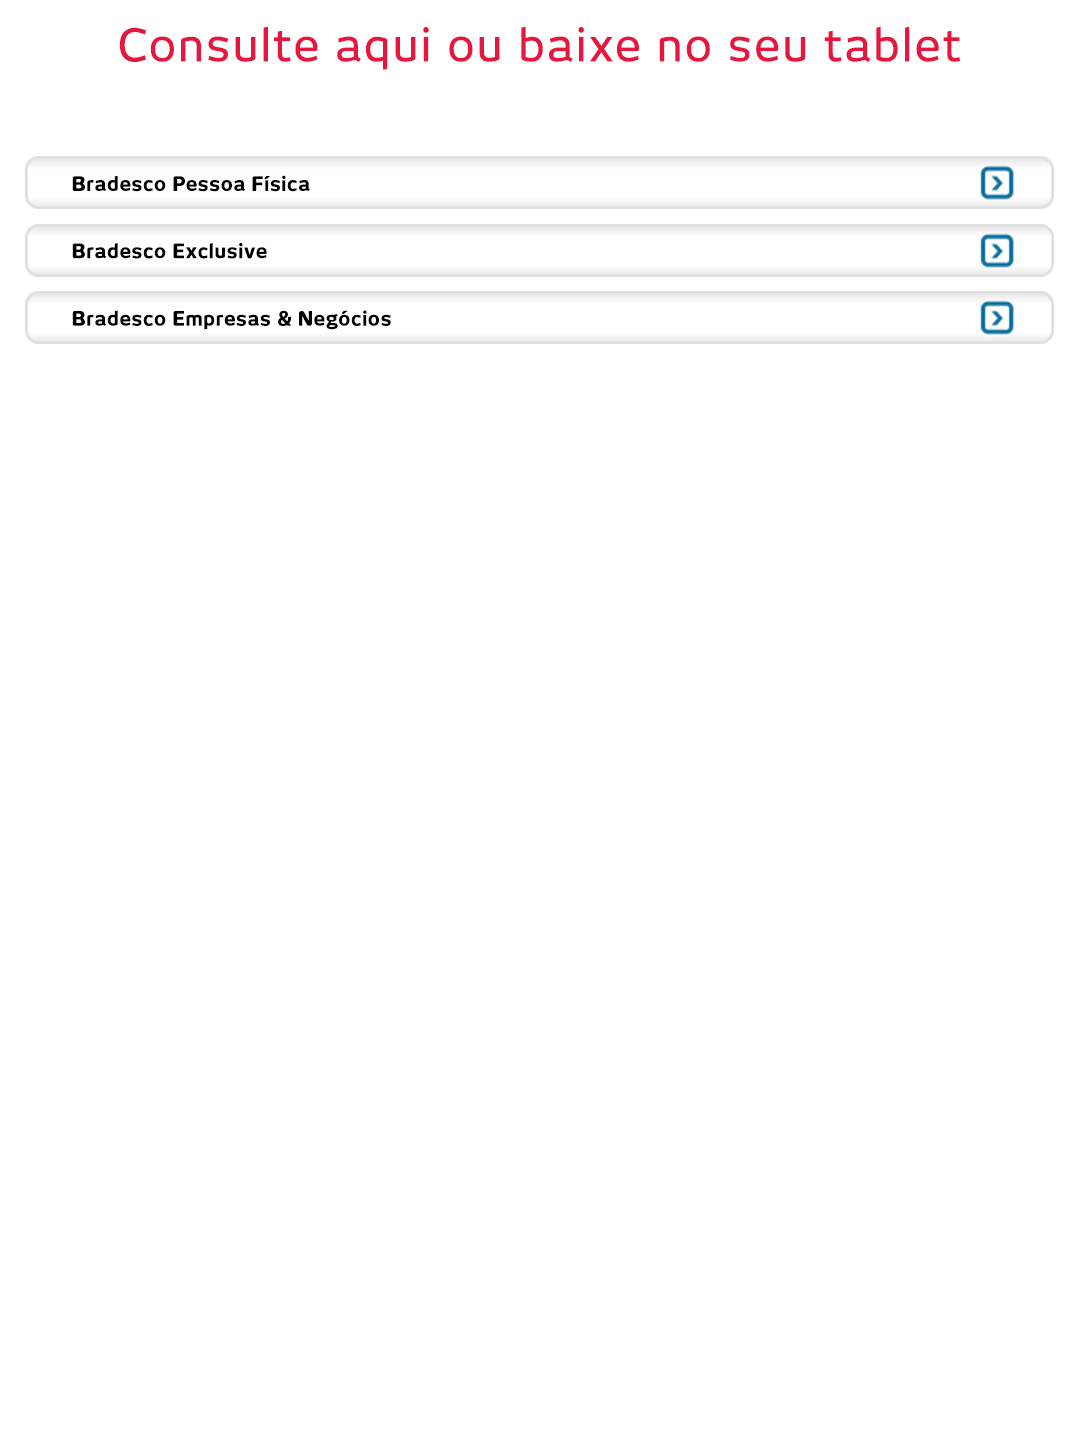 Consulte aqui ou baixe no seu tablet
Bradesco Pessoa Física
Bradesco Exclusive
Bradesco Empresas & Negócios